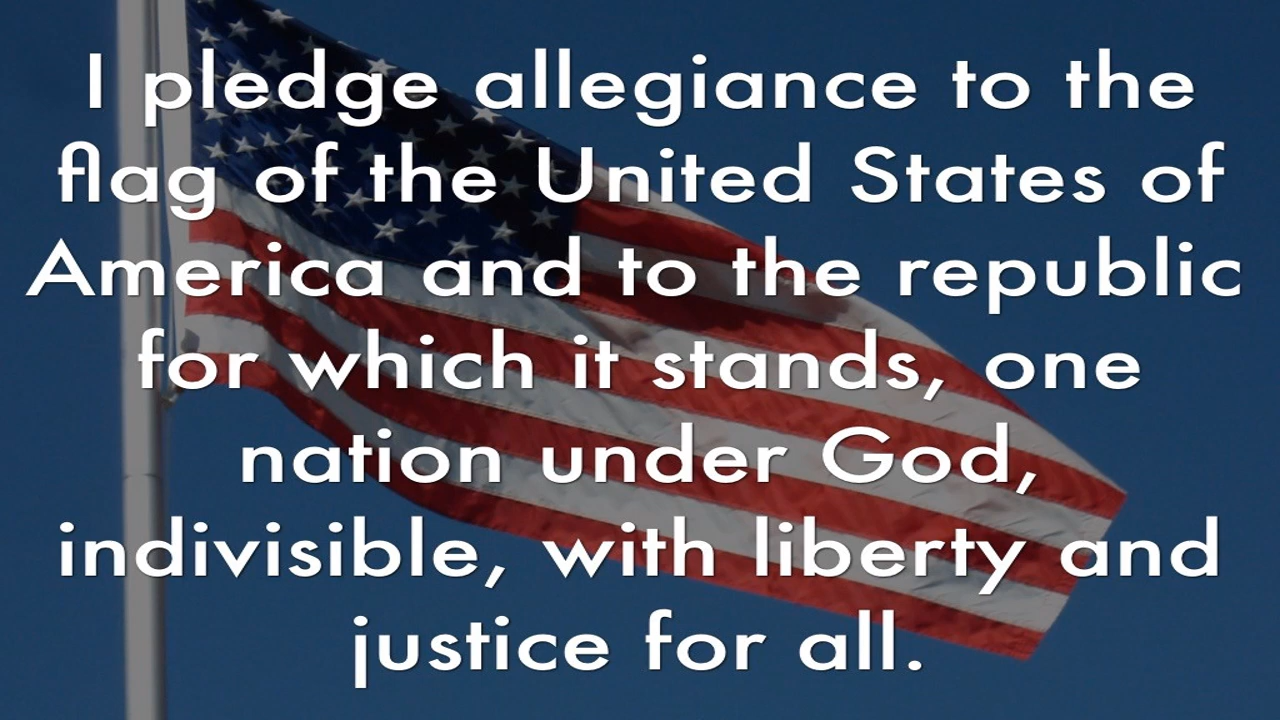 I pledge allegiance to the
flag of the United States of
America and to the republic
for which it stands, one
nation under God,
indivisible, with liberty and
justice for all.